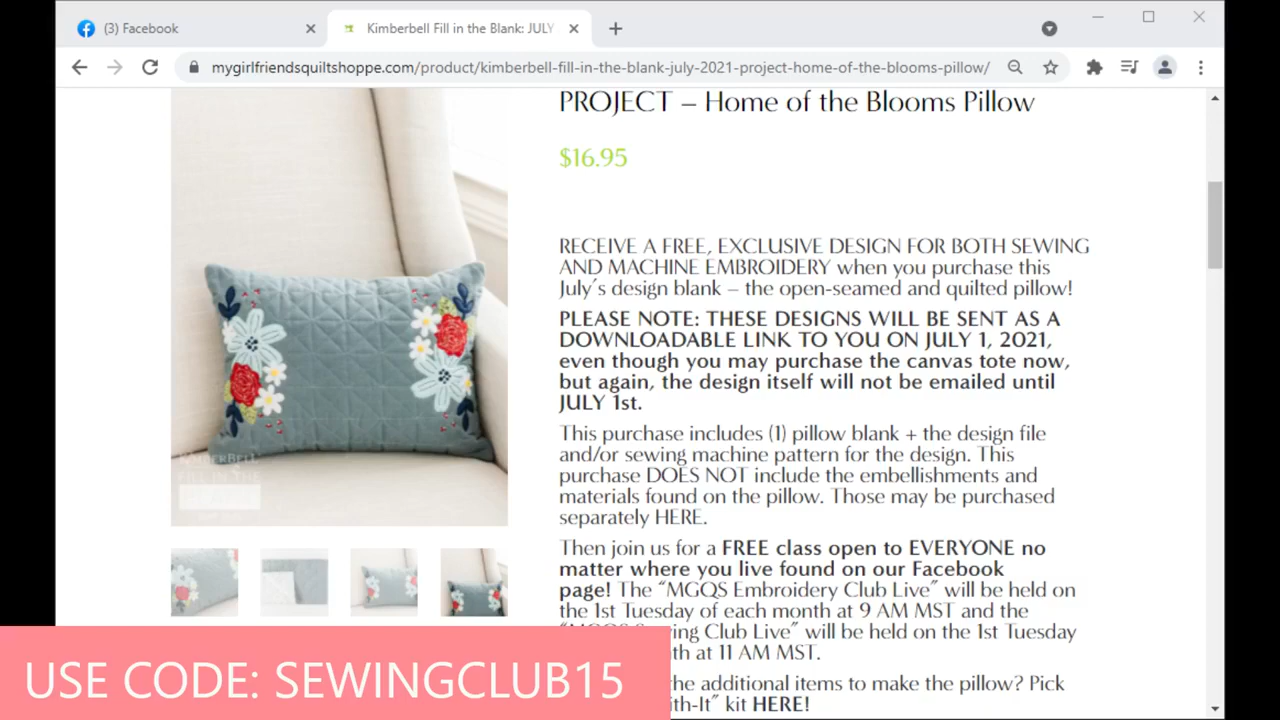 (3) Facebook
Kimberbell Fill in the Blank: JULY
mygirlfriendsquiltshoppe.com/product/kimberbell-fill-in-the-blank-july-2021-project-home-of-the-blooms-pillow/
PROJECT – Home of the Blooms Pillow
$16.95
RECEIVE A FREE, EXCLUSIVE DESIGN FOR BOTH SEWING
AND MACHINE EMBROIDERY when you purchase this
July's design blank – the open-seamed and quilted pillow!
PLEASE NOTE: THESE DESIGNS WILL BE SENT AS A
DOWNLOADABLE LINK TO YOU ON JULY 1, 2021,
even though you may purchase the canvas tote now,
but again, the design itself will not be emailed until
JULY 1st.
This purchase includes (1) pillow blank + the design file
and/or sewing machine pattern for the design. This
purchase DOES NOT include the embellishments and
materials found on the pillow. Those may be purchased
separately HERE.
Then join us for a FREE class open to EVERYONE no
matter where you live found on our Facebook
page! The “MGQS Embroidery Club Live” will be held on
the 1st Tuesday of each month at 9 AM MST and the
Club Live” will be held on the 1st Tuesday
at 11 AM MST.
the additional items to make the pillow? Pick
kit HERE!
KIMBERBELL
FILL IN THE
USE CODE: SEWINGCLUB15